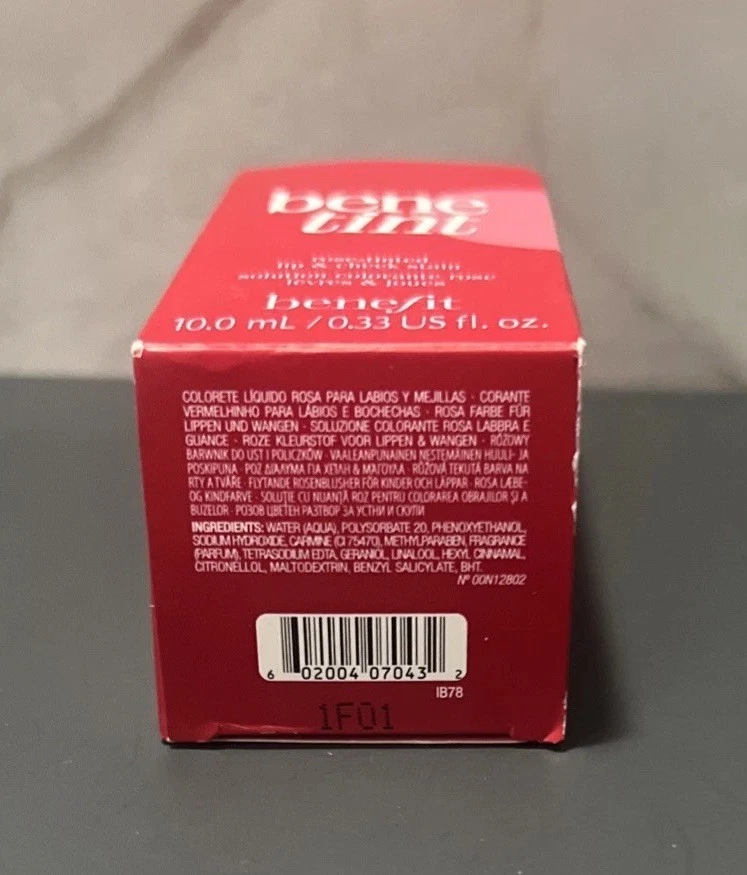 bene
tint
rose-tinted
lip & cheek stain
solution colorante rose
lèvres & joues
benefit
10.0 mL / 0.33 US fl. oz.
COLORETE LÍQUIDO ROSA PARA LABIOS Y MEJILLAS · CORANTE
VERMELHINHO PARA LÁBIOS E BOCHECHAS · ROSA FARBE FÜR
LIPPEN UND WANGEN · SOLUZIONE COLORANTE ROSA LABBRA E
GUANCE · ROZE KLEURSTOF VOOR LIPPEN & WANGEN · RÓŻOWY
BARWNIK DO UST I POLICZKÓW · VAALEANPUNAINEN NESTEMÄINEN HUULI- JA
POSKIPUNA · ΡΟΖ ΔΙΑΛΥΜΑ ΓΙΑ ΧΕΙΛΗ & ΜΑΓΟΥΛΑ · RŮŽOVÁ TEKUTÁ BARVA NA
RTY A TVÁŘE · FLYTANDE ROSENBLUSHER FÖR KINDER OCH LÄPPAR · ROSA LÆBE-
OG KINDFARVE · SOLUȚIE CU NUANȚĂ ROZ PENTRU COLORAREA OBRAJILOR ȘI A
BUZELOR · РОЗОВ ЦВЕТЕН РАЗТВОР ЗА УСТНИ И СКУЛИ
INGREDIENTS: WATER (AQUA), POLYSORBATE 20, PHENOXYETHANOL,
SODIUM HYDROXIDE, CARMINE (CI 75470), METHYLPARABEN, FRAGRANCE
(PARFUM), TETRASODIUM EDTA, GERANIOL, LINALOOL, HEXYL CINNAMAL,
CITRONELLOL, MALTODEXTRIN, BENZYL SALICYLATE, BHT.
Nº 00N12802
6 02004 07043 2
IB78
1F01